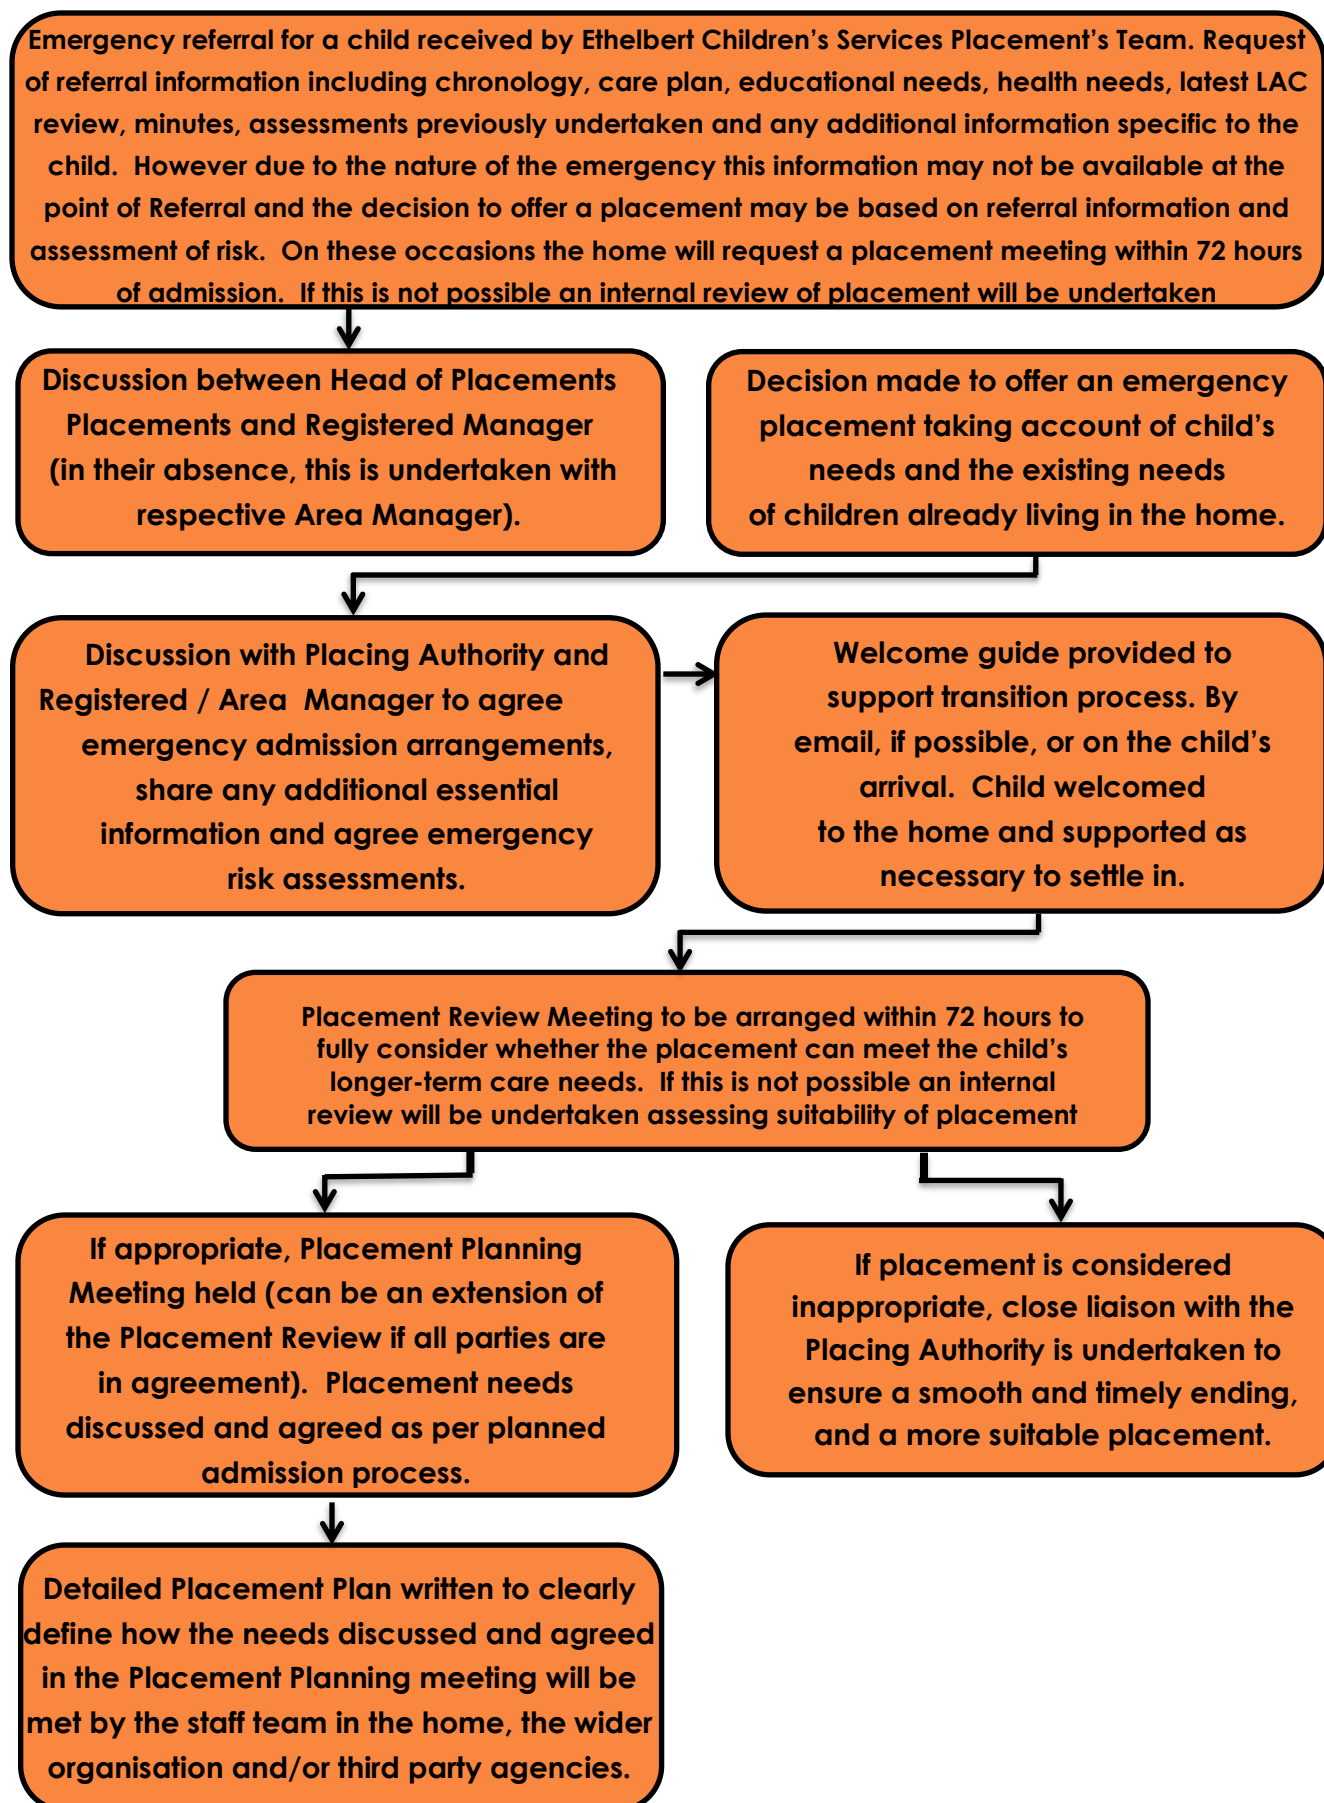 Emergency referral for a child received by Ethelbert Children’s Services Placement’s Team. Request
of referral information including chronology, care plan, educational needs, health needs, latest LAC
review, minutes, assessments previously undertaken and any additional information specific to the
child.  However due to the nature of the emergency this information may not be available at the
point of Referral and the decision to offer a placement may be based on referral information and
assessment of risk.  On these occasions the home will request a placement meeting within 72 hours
of admission.  If this is not possible an internal review of placement will be undertaken
Discussion between Head of Placements
Placements and Registered Manager
(in their absence, this is undertaken with
respective Area Manager).
Decision made to offer an emergency
placement taking account of child’s
needs and the existing needs
of children already living in the home.
Discussion with Placing Authority and
Registered / Area  Manager to agree
emergency admission arrangements,
share any additional essential
information and agree emergency
risk assessments.
Welcome guide provided to
support transition process. By
email, if possible, or on the child’s
arrival.  Child welcomed
to the home and supported as
necessary to settle in.
Placement Review Meeting to be arranged within 72 hours to
fully consider whether the placement can meet the child’s
longer-term care needs.  If this is not possible an internal
review will be undertaken assessing suitability of placement
If appropriate, Placement Planning
Meeting held (can be an extension of
the Placement Review if all parties are
in agreement).  Placement needs
discussed and agreed as per planned
admission process.
If placement is considered
inappropriate, close liaison with the
Placing Authority is undertaken to
ensure a smooth and timely ending,
and a more suitable placement.
Detailed Placement Plan written to clearly
define how the needs discussed and agreed
in the Placement Planning meeting will be
met by the staff team in the home, the wider
organisation and/or third party agencies.